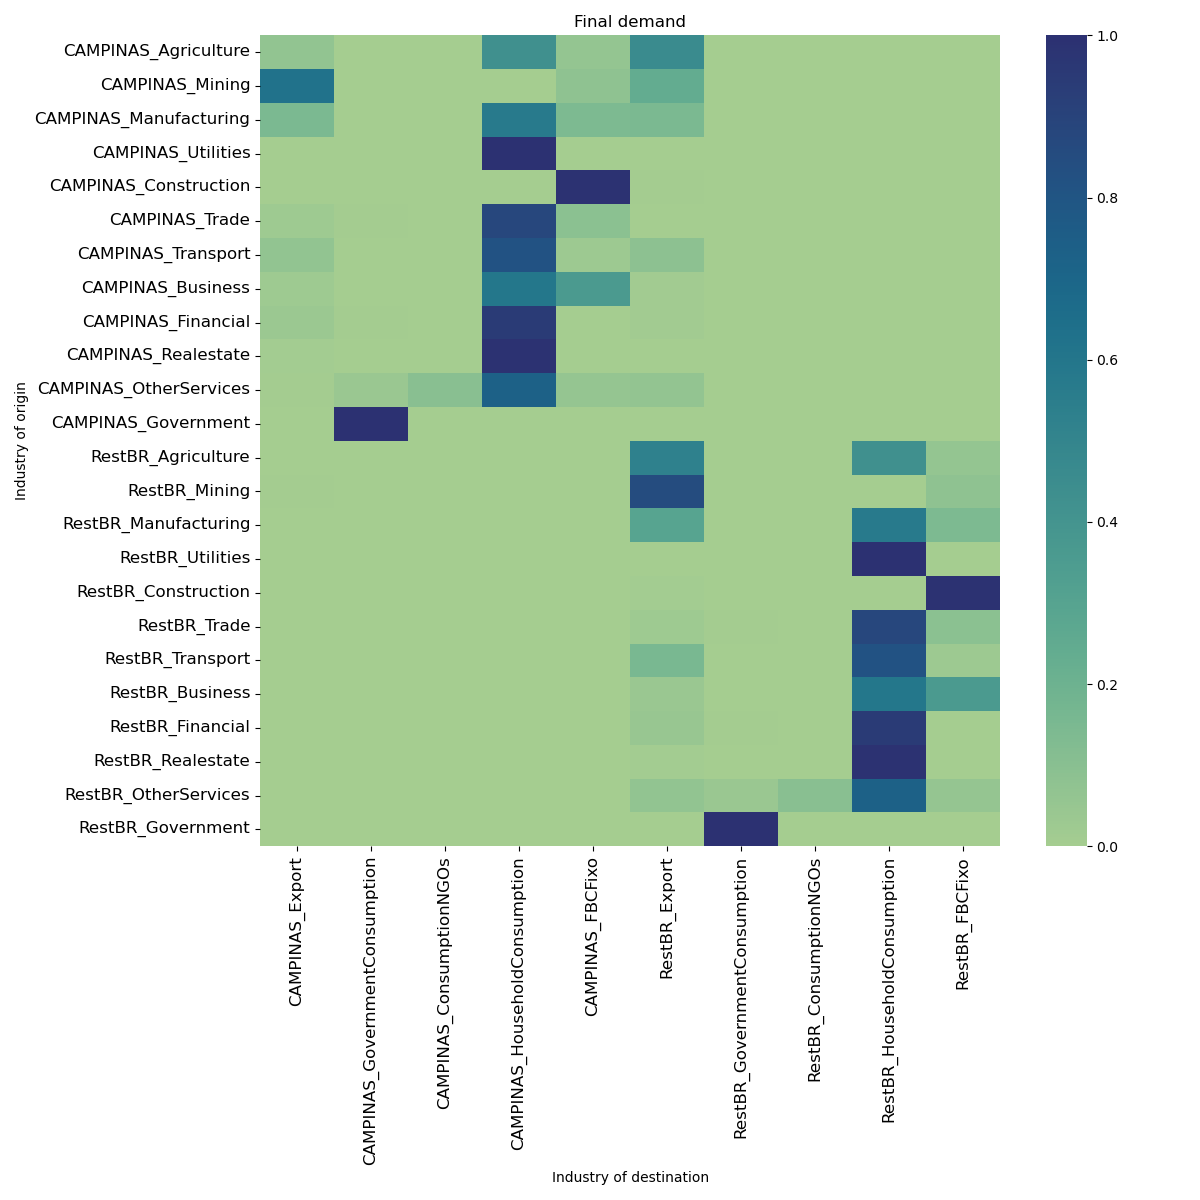 Final demand
CAMPINAS_Agriculture
CAMPINAS_Mining
CAMPINAS_Manufacturing
CAMPINAS_Utilities
CAMPINAS_Construction
CAMPINAS_Trade
CAMPINAS_Transport
CAMPINAS_Business
CAMPINAS_Financial
CAMPINAS_Realestate
CAMPINAS_OtherServices
CAMPINAS_Government
RestBR_Agriculture
RestBR_Mining
RestBR_Manufacturing
RestBR_Utilities
RestBR_Construction
RestBR_Trade
RestBR_Transport
RestBR_Business
RestBR_Financial
RestBR_Realestate
RestBR_OtherServices
RestBR_Government
Industry of origin
CAMPINAS_Export
CAMPINAS_GovernmentConsumption
CAMPINAS_ConsumptionNGOs
CAMPINAS_HouseholdConsumption
CAMPINAS_FBCFixo
RestBR_Export
RestBR_GovernmentConsumption
RestBR_ConsumptionNGOs
RestBR_HouseholdConsumption
RestBR_FBCFixo
Industry of destination
1.0
0.8
0.6
0.4
0.2
0.0